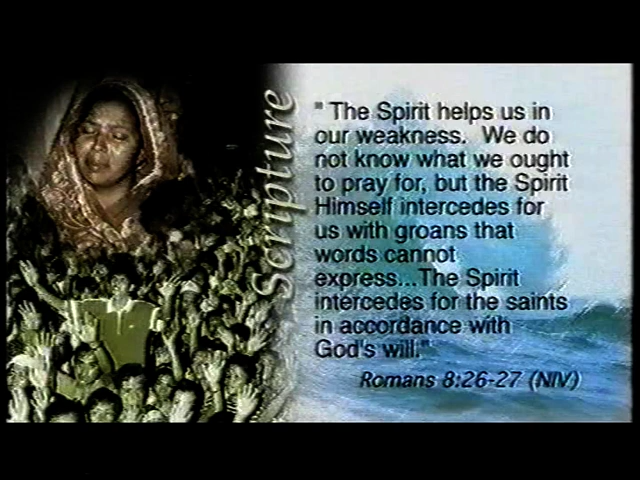 Scripture
" The Spirit helps us in
our weakness. We do
not know what we ought
to pray for, but the Spirit
Himself intercedes for
us with groans that
words cannot
express...The Spirit
intercedes for the saints
in accordance with
God's will."
Romans 8:26-27 (NIV)